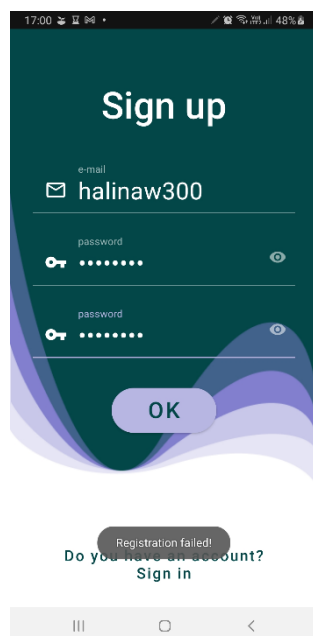 17:00 48%
Sign up
e-mail
halinaw300
password
••••••••
password
••••••••
OK
Registration failed!
Do you have an account?
Sign in